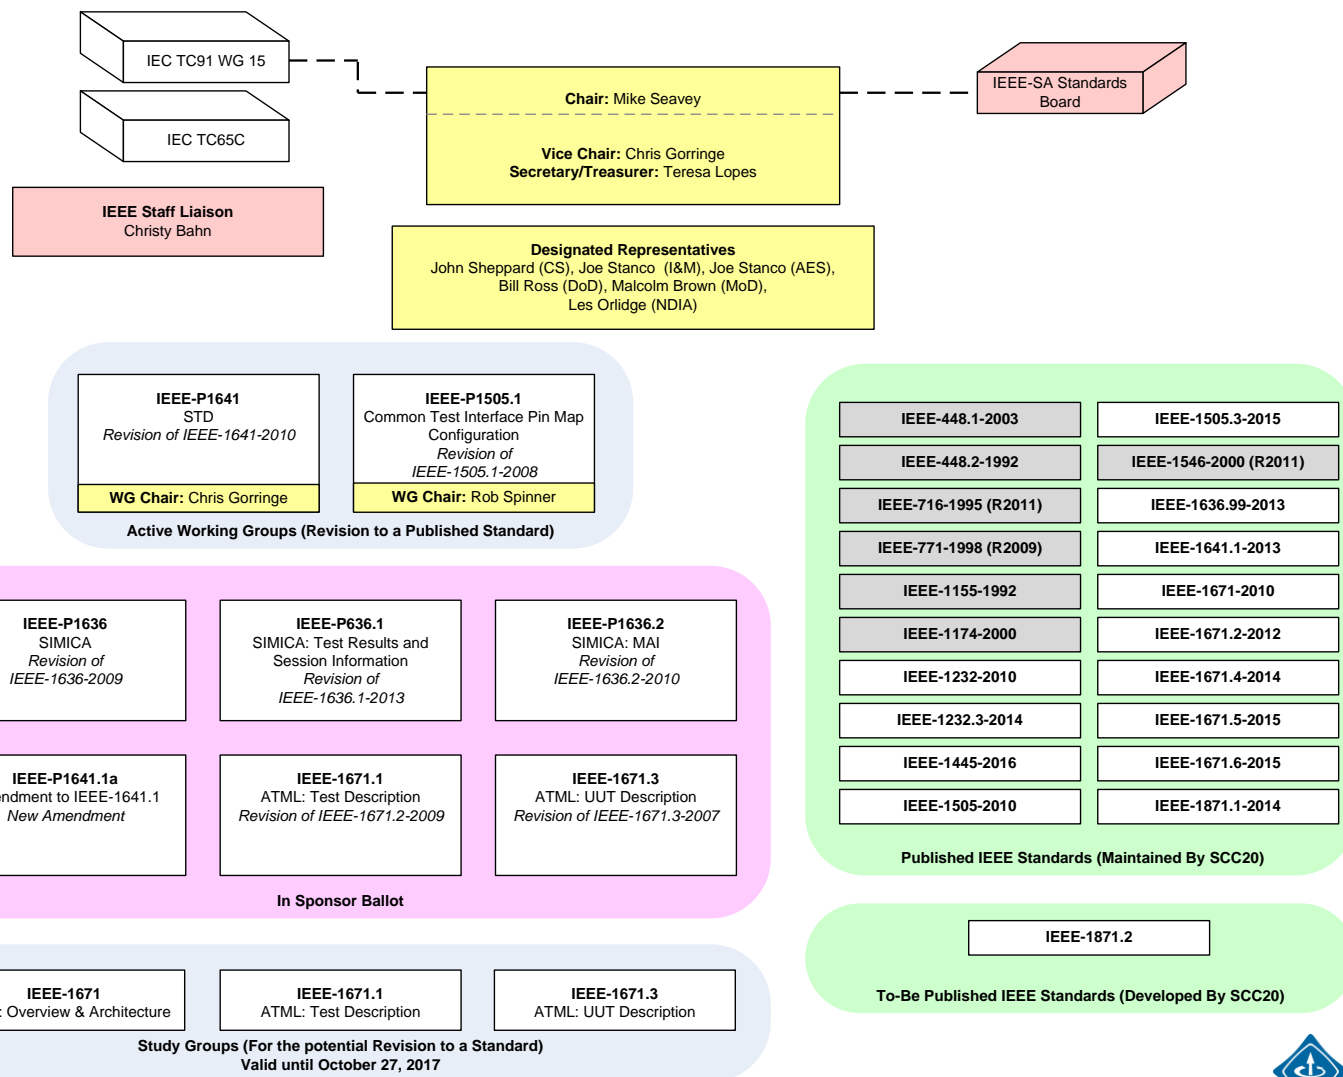 IEC TC91 WG 15
IEC TC65C
Chair: Mike Seavey
Vice Chair: Chris Gorringe
Secretary/Treasurer: Teresa Lopes
IEEE-SA Standards
Board
IEEE Staff Liaison
Christy Bahn
Designated Representatives
John Sheppard (CS), Joe Stanco (I&M), Joe Stanco (AES),
Bill Ross (DoD), Malcolm Brown (MoD),
Les Orlidge (NDIA)
IEEE-P1641
STD
Revision of IEEE-1641-2010
WG Chair: Chris Gorringe
IEEE-P1505.1
Common Test Interface Pin Map
Configuration
Revision of
IEEE-1505.1-2008
WG Chair: Rob Spinner
Active Working Groups (Revision to a Published Standard)
IEEE-P1636
SIMICA
Revision of
IEEE-1636-2009
IEEE-P636.1
SIMICA: Test Results and
Session Information
Revision of
IEEE-1636.1-2013
IEEE-P1636.2
SIMICA: MAI
Revision of
IEEE-1636.2-2010
IEEE-P1641.1a
endment to IEEE-1641.1
New Amendment
IEEE-1671.1
ATML: Test Description
Revision of IEEE-1671.2-2009
IEEE-1671.3
ATML: UUT Description
Revision of IEEE-1671.3-2007
In Sponsor Ballot
IEEE-1671
: Overview & Architecture
IEEE-1671.1
ATML: Test Description
IEEE-1671.3
ATML: UUT Description
Study Groups (For the potential Revision to a Standard)
Valid until October 27, 2017
IEEE-448.1-2003
IEEE-448.2-1992
IEEE-716-1995 (R2011)
IEEE-771-1998 (R2009)
IEEE-1155-1992
IEEE-1174-2000
IEEE-1232-2010
IEEE-1232.3-2014
IEEE-1445-2016
IEEE-1505-2010
IEEE-1505.3-2015
IEEE-1546-2000 (R2011)
IEEE-1636.99-2013
IEEE-1641.1-2013
IEEE-1671-2010
IEEE-1671.2-2012
IEEE-1671.4-2014
IEEE-1671.5-2015
IEEE-1671.6-2015
IEEE-1871.1-2014
Published IEEE Standards (Maintained By SCC20)
IEEE-1871.2
To-Be Published IEEE Standards (Developed By SCC20)